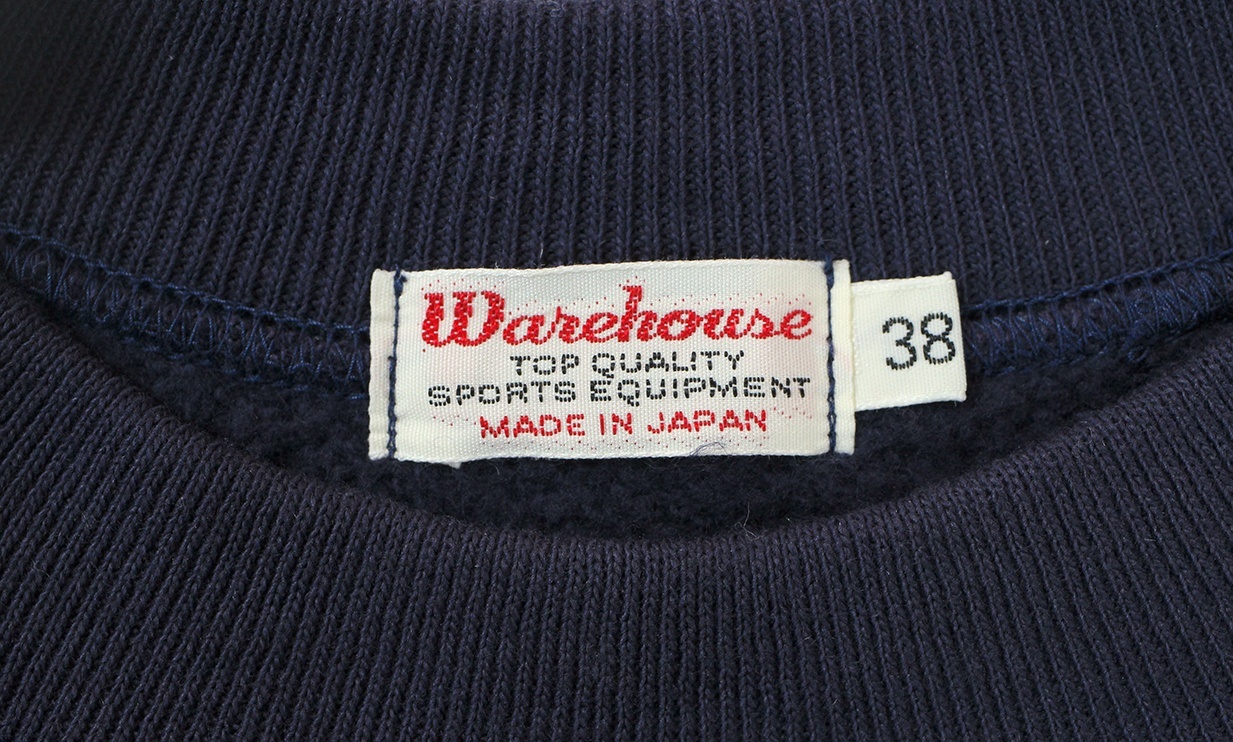 Warehouse
TOP QUALITY
SPORTS EQUIPMENT
MADE IN JAPAN
38